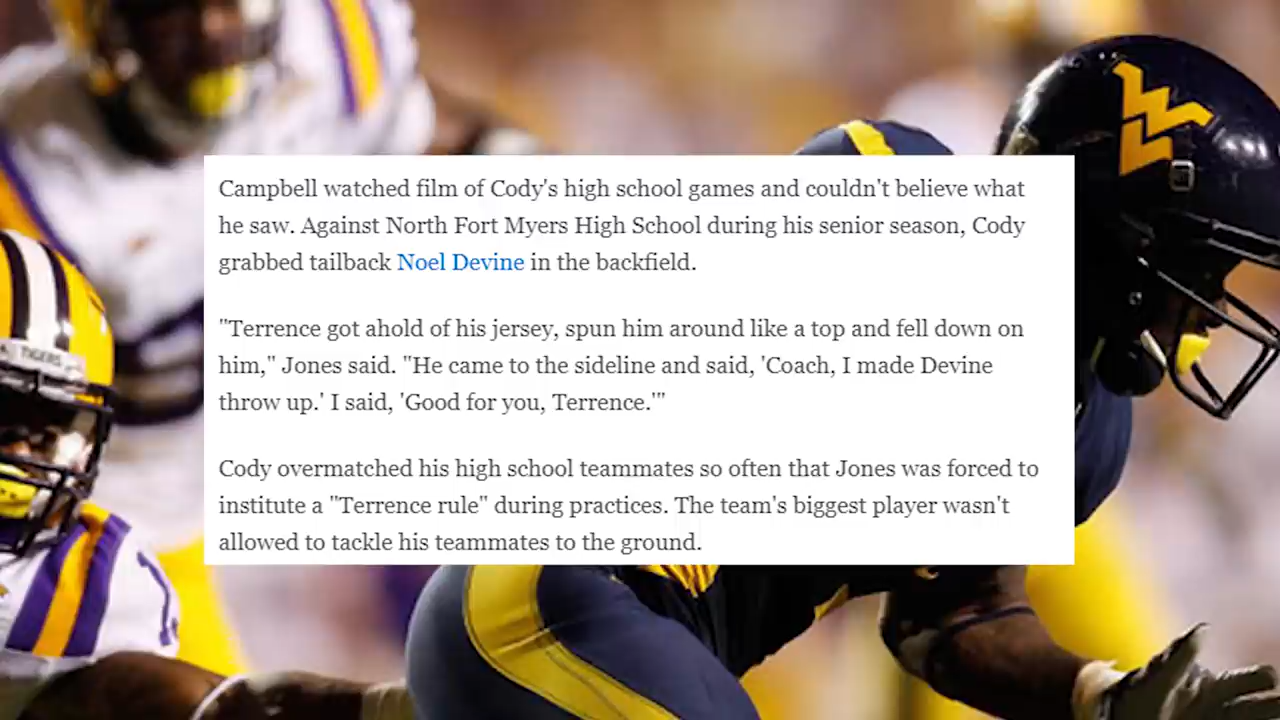 Campbell watched film of Cody's high school games and couldn't believe what
he saw. Against North Fort Myers High School during his senior season, Cody
grabbed tailback Noel Devine in the backfield.
"Terrence got ahold of his jersey, spun him around like a top and fell down on
him," Jones said. "He came to the sideline and said, 'Coach, I made Devine
throw up.' I said, 'Good for you, Terrence.'"
Cody overmatched his high school teammates so often that Jones was forced to
institute a "Terrence rule" during practices. The team's biggest player wasn't
allowed to tackle his teammates to the ground.
TIGERS
WV